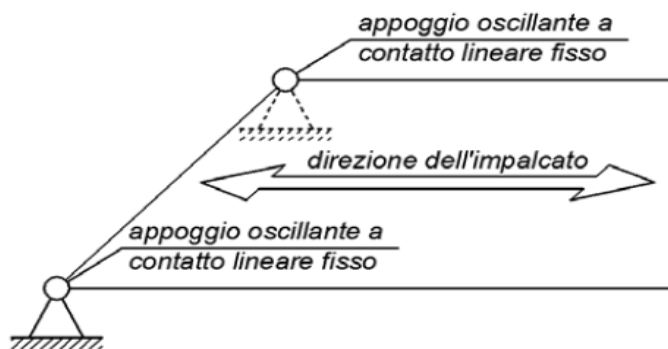 appoggio oscillante a
contatto lineare fisso
direzione dell'impalcato
appoggio oscillante a
contatto lineare fisso